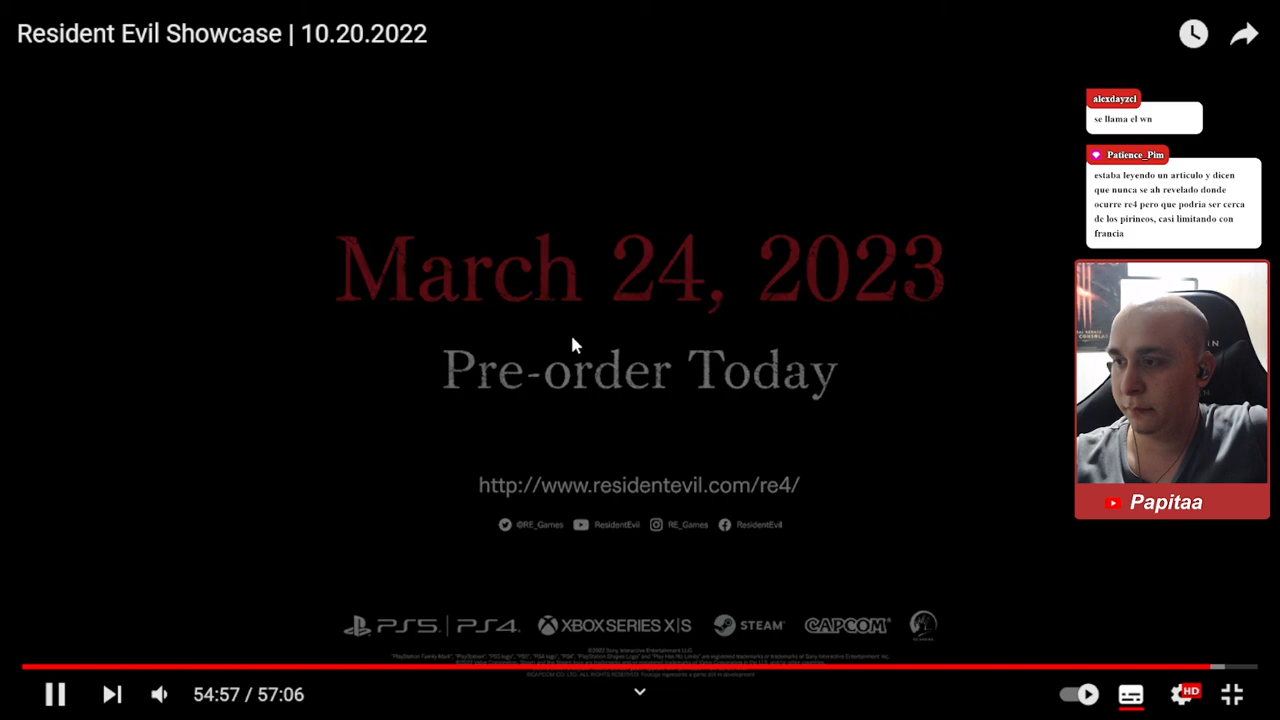 Resident Evil Showcase | 10.20.2022
alexdayzcl
se llama el wn
Patience_Pim
estaba leyendo un articulo y dicen
que nunca se ah revelado donde
ocurre re4 pero que podria ser cerca
de los pirineos, casi limitando con
francia
March 24, 2023
Pre-order Today
http://www.residentevil.com/re4/
@RE_Games ResidentEvil RE_Games ResidentEvil
Papitaa
PS5 | PS4 XBOX SERIES X|S STEAM CAPCOM
54:57 / 57:06
HD